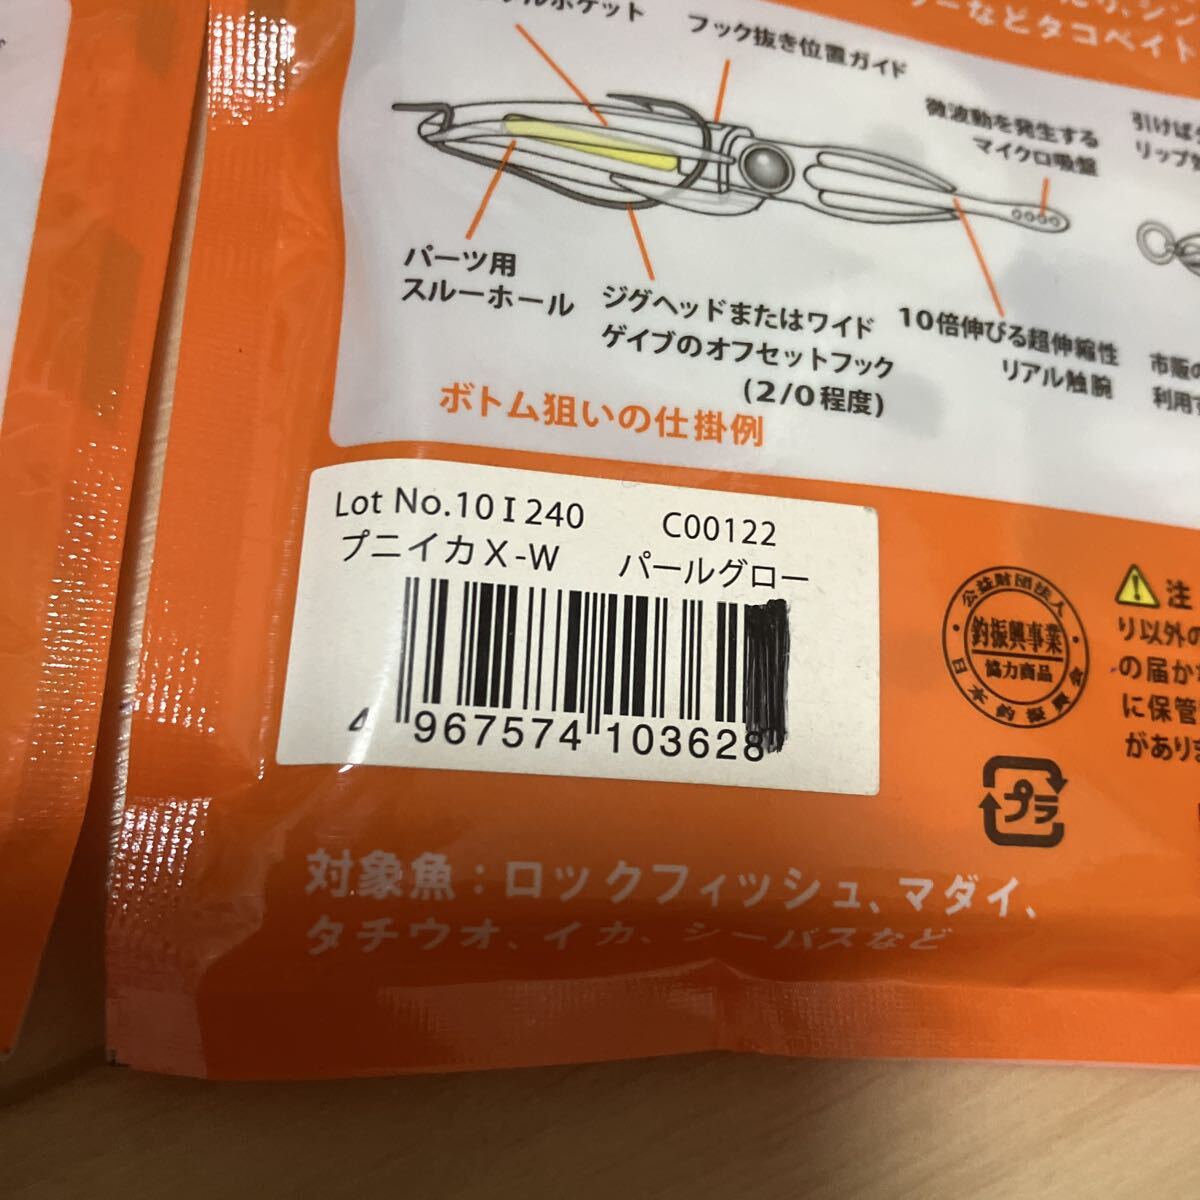 などタコベイト
フック抜き位置ガイド
微波動を発生する
マイクロ吸盤
引けば
リップ
パーツ用
スルーホール
ジグヘッドまたはワイド
ゲイブのオフセットフック
(2/0程度)
10倍伸びる超伸縮性
リアル触腕
市販の
利用す
ボトム狙いの仕掛例
Lot No.10 I 240 C00122
プニイカX-W パールグロー
4 967574 103628
公益財団法人
釣振興事業
協力商品
日本釣振興会
注
り以外の
の届か
に保管
がありま
プラ
対象魚：ロックフィッシュ、マダイ、
タチウオ、イカ、シーバスなど